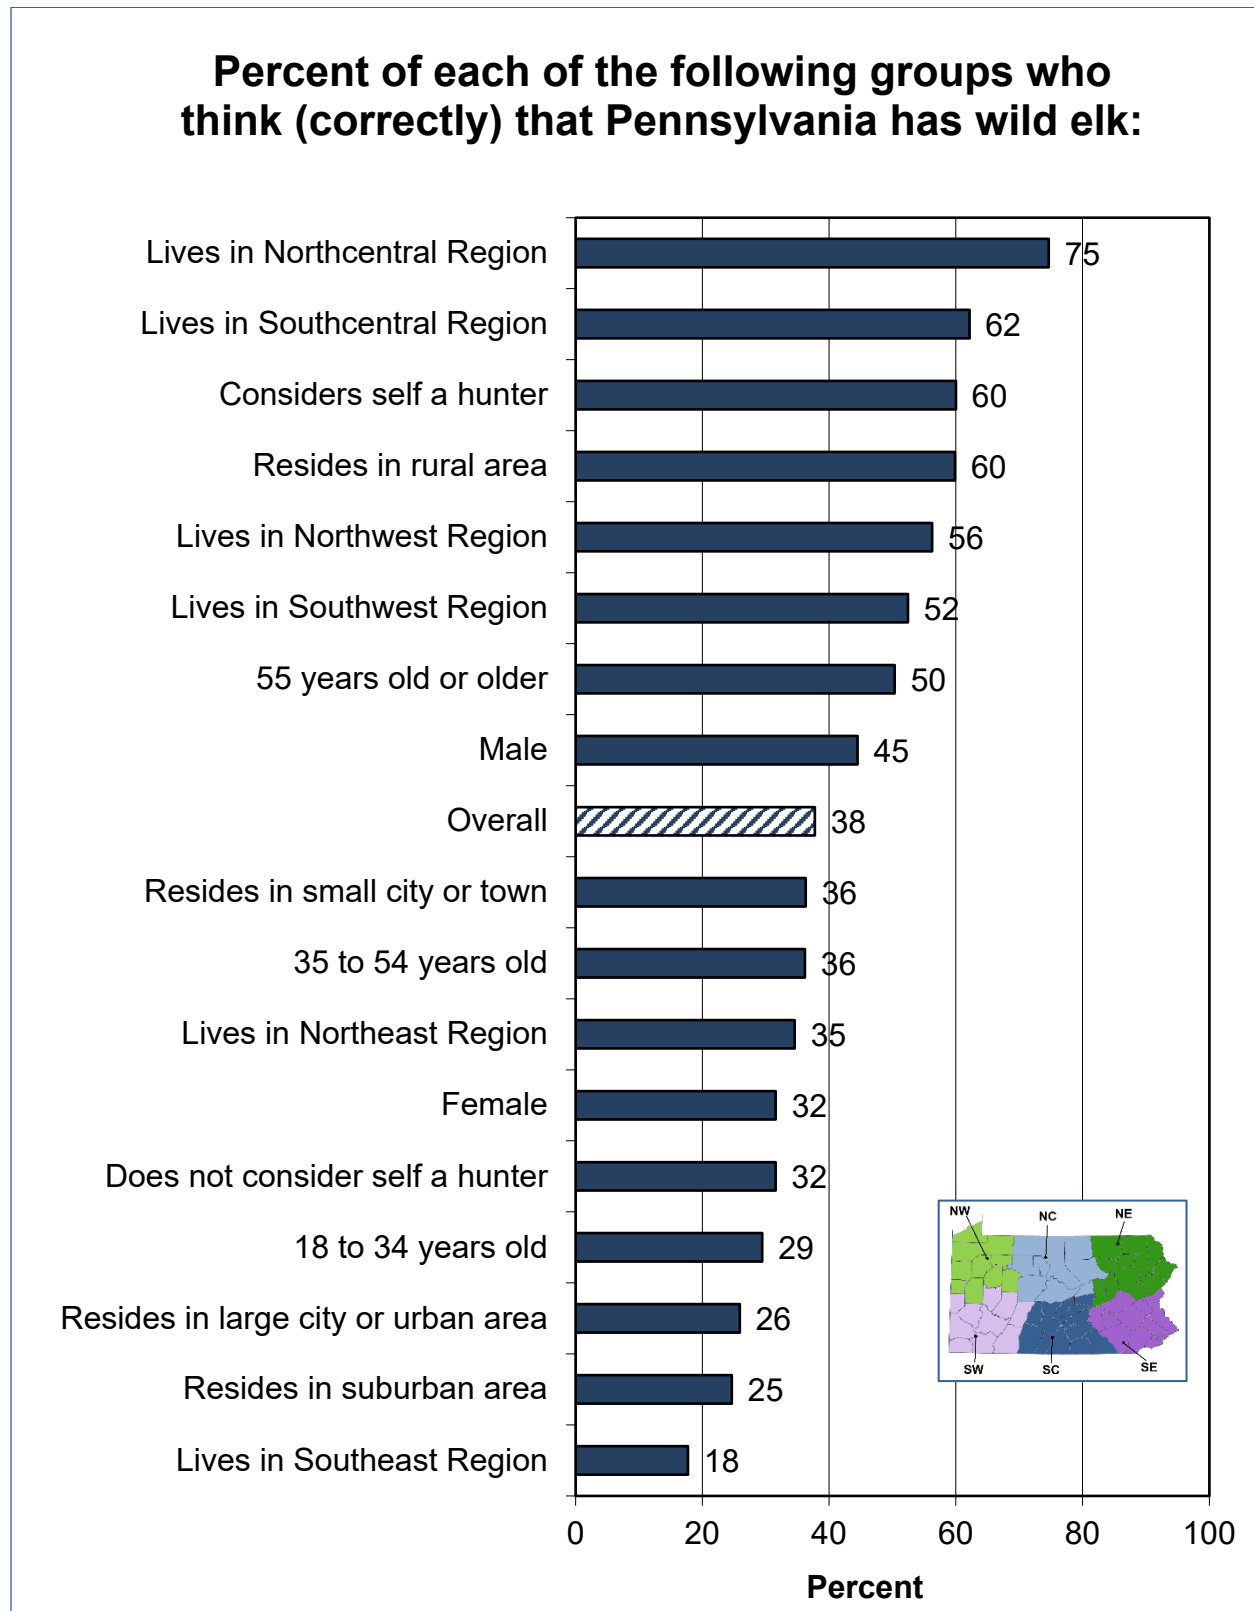 Percent of each of the following groups who
think (correctly) that Pennsylvania has wild elk:
Lives in Northcentral Region 75
Lives in Southcentral Region 62
Considers self a hunter 60
Resides in rural area 60
Lives in Northwest Region 56
Lives in Southwest Region 52
55 years old or older 50
Male 45
Overall 38
Resides in small city or town 36
35 to 54 years old 36
Lives in Northeast Region 35
Female 32
Does not consider self a hunter 32
18 to 34 years old 29
Resides in large city or urban area 26
Resides in suburban area 25
Lives in Southeast Region 18
NW NC NE
SW SC SE
0 20 40 60 80 100
Percent